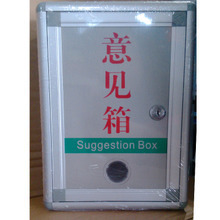 意
见
箱
Suggestion Box